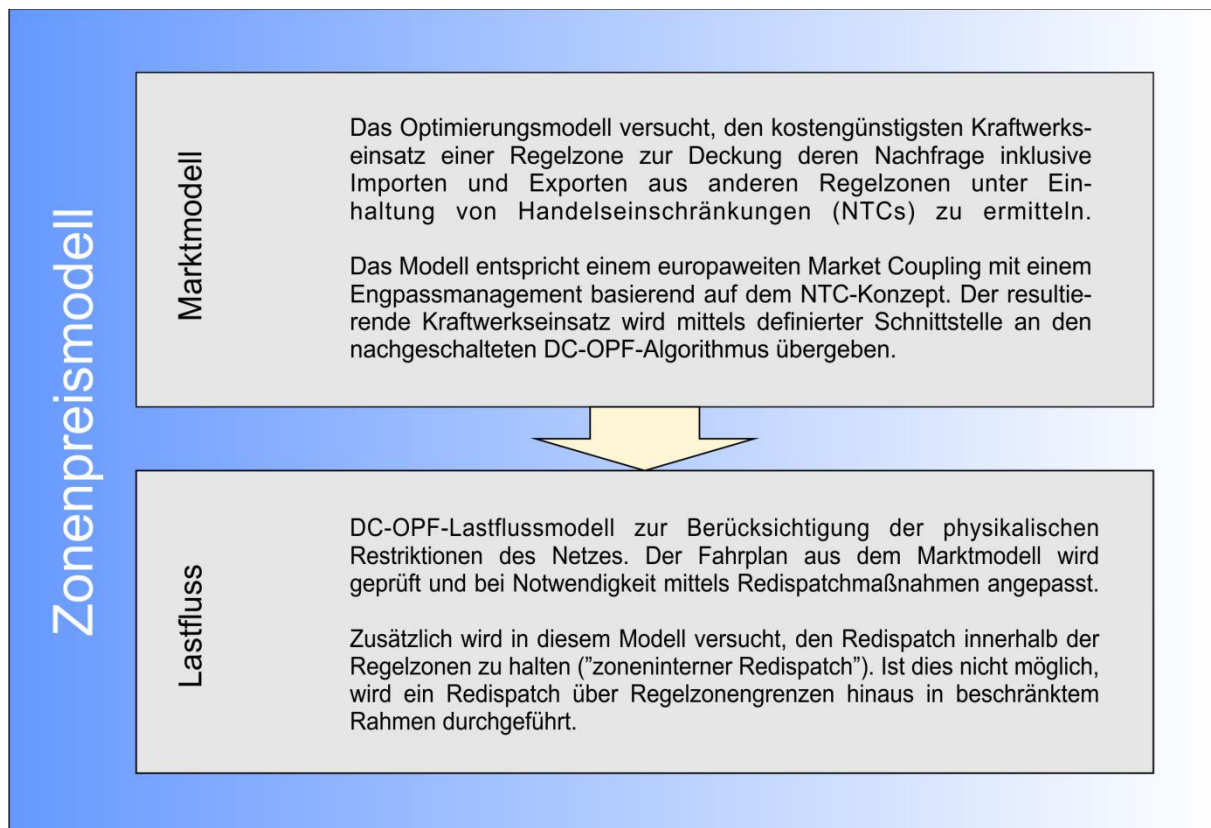 Zonenpreismodell
Marktmodell
Das Optimierungsmodell versucht, den kostengünstigsten Kraftwerks-
einsatz einer Regelzone zur Deckung deren Nachfrage inklusive
Importen und Exporten aus anderen Regelzonen unter Ein-
haltung von Handelseinschränkungen (NTCs) zu ermitteln.
Das Modell entspricht einem europaweiten Market Coupling mit einem
Engpassmanagement basierend auf dem NTC-Konzept. Der resultie-
rende Kraftwerkseinsatz wird mittels definierter Schnittstelle an den
nachgeschalteten DC-OPF-Algorithmus übergeben.
Lastfluss
DC-OPF-Lastflussmodell zur Berücksichtigung der physikalischen
Restriktionen des Netzes. Der Fahrplan aus dem Marktmodell wird
geprüft und bei Notwendigkeit mittels Redispatchmaßnahmen angepasst.
Zusätzlich wird in diesem Modell versucht, den Redispatch innerhalb der
Regelzonen zu halten (”zoneninterner Redispatch”). Ist dies nicht möglich,
wird ein Redispatch über Regelzonengrenzen hinaus in beschränktem
Rahmen durchgeführt.